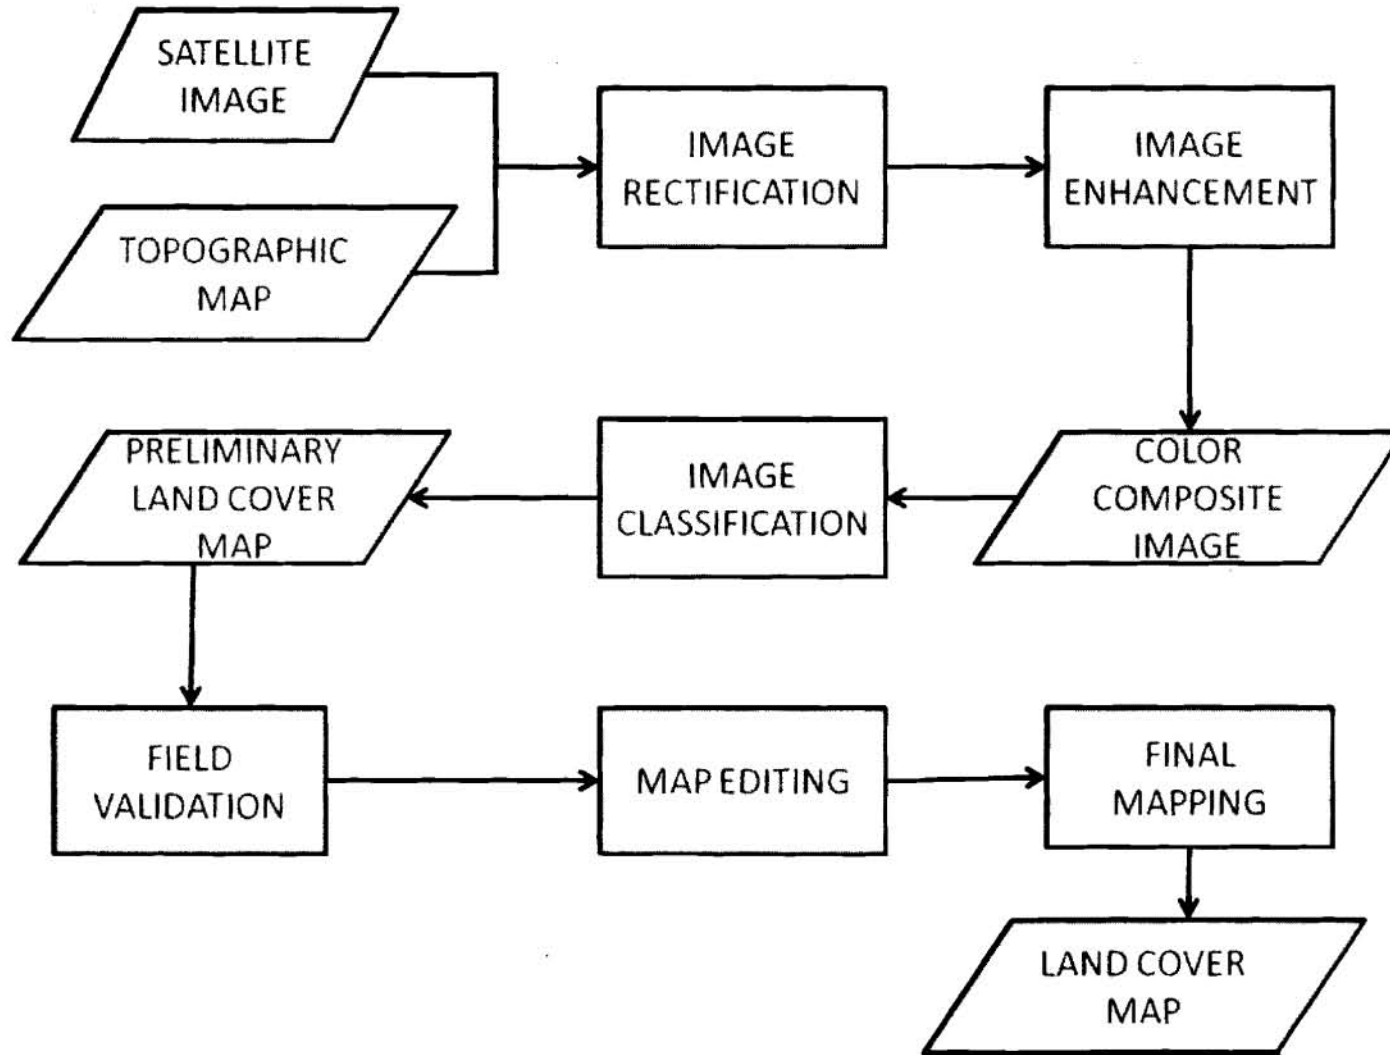 SATELLITE
IMAGE
IMAGE
RECTIFICATION
IMAGE
ENHANCEMENT
TOPOGRAPHIC
MAP
PRELIMINARY
LAND COVER
MAP
IMAGE
CLASSIFICATION
COLOR
COMPOSITE
IMAGE
FIELD
VALIDATION
MAP EDITING
FINAL
MAPPING
LAND COVER
MAP